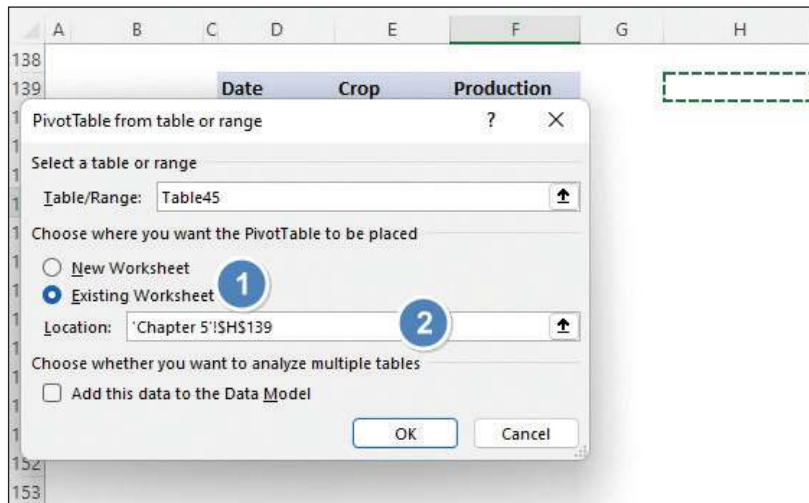 A B C D E F G H
138
139 Date Crop Production
PivotTable from table or range ? ×
Select a table or range
Table/Range: Table45
Choose where you want the PivotTable to be placed
New Worksheet
1
Existing Worksheet
Location: 'Chapter 5'!$H$139
2
Choose whether you want to analyze multiple tables
Add this data to the Data Model
OK Cancel
152
153